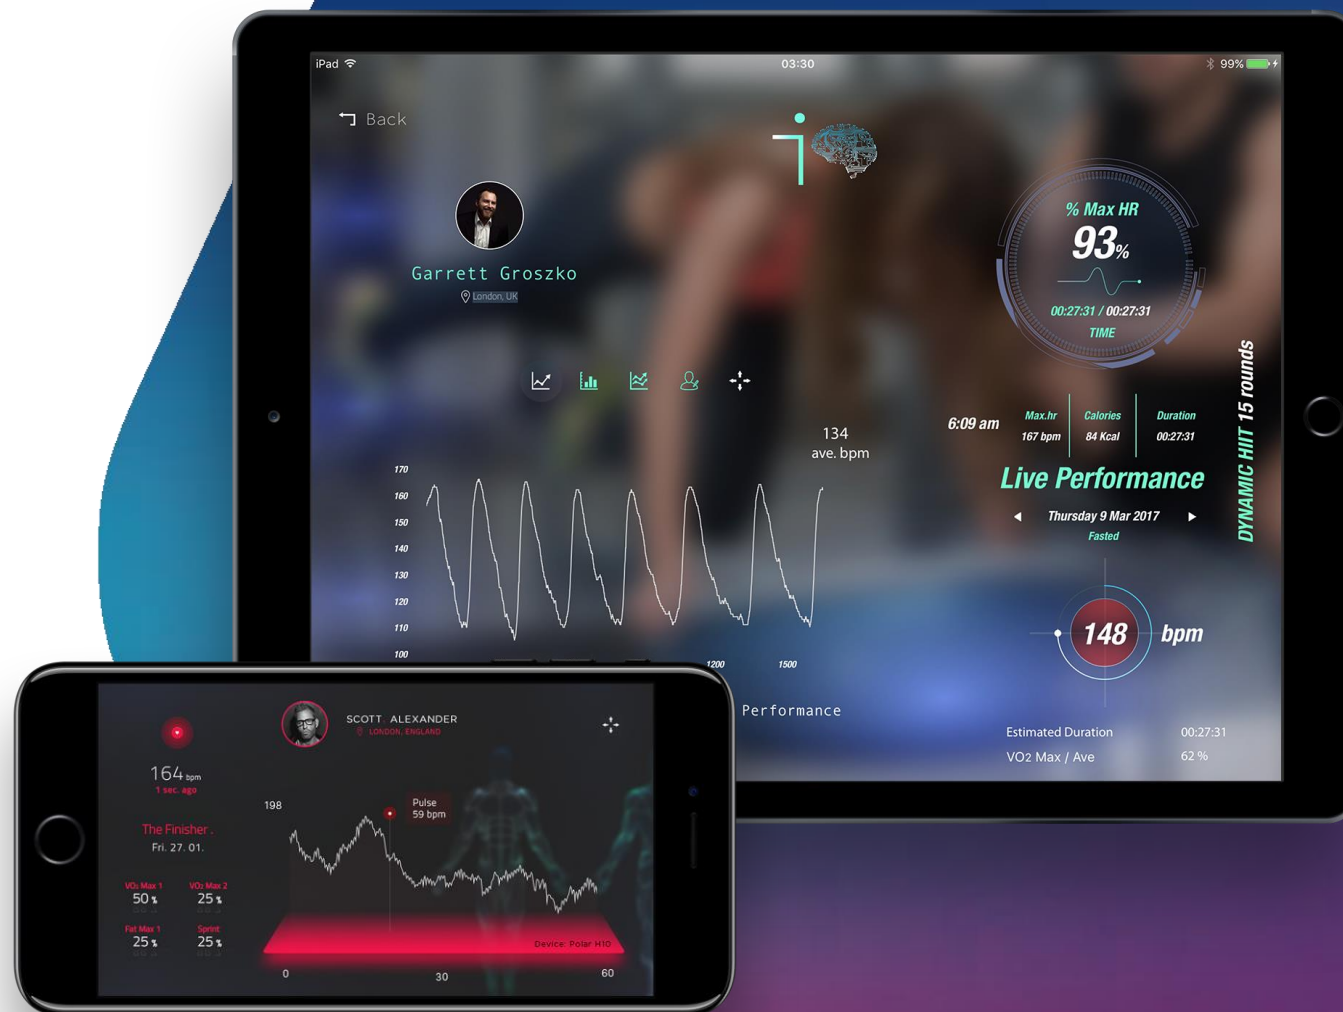 iPad
03:30
99%
Back
Garrett Groszko
London, UK
% Max HR
93%
00:27:31 / 00:27:31
TIME
DYNAMIC HIIT 15 rounds
6:09 am
Max.hr
167 bpm
Calories
84 Kcal
Duration
00:27:31
Live Performance
Thursday 9 Mar 2017
Fasted
148 bpm
Estimated Duration 00:27:31
VO2 Max / Ave 62 %
134
ave. bpm
170
160
150
140
130
120
110
100
1200 1500
Performance
SCOTT ALEXANDER
LONDON, ENGLAND
164 bpm
1 sec. ago
The Finisher .
Fri. 27. 01.
VO2 Max 1
50 %
VO2 Max 2
25 %
Fat Max 1
25 %
Sprint
25 %
198
Pulse
59 bpm
Device: Polar H10
0 30 60